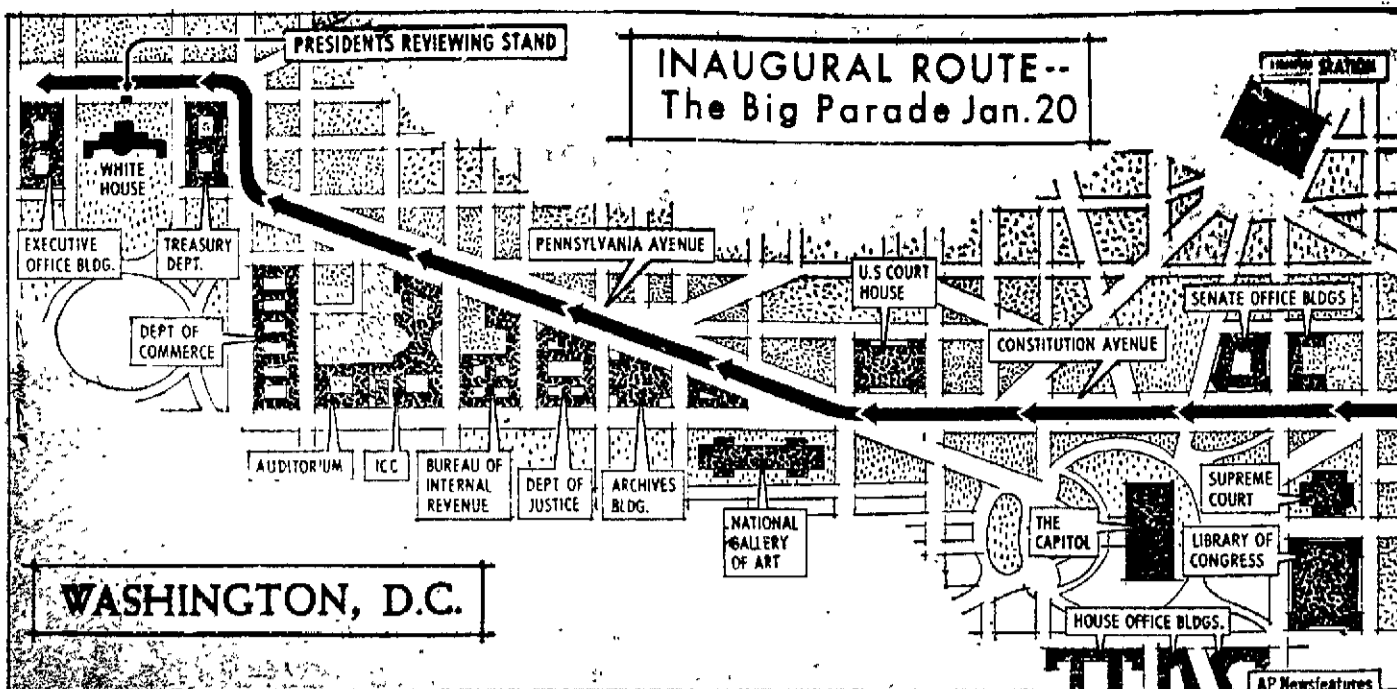 PRESIDENTS REVIEWING STAND
INAUGURAL ROUTE--
The Big Parade Jan. 20
STATION
WHITE
HOUSE
EXECUTIVE
OFFICE BLDG.
TREASURY
DEPT.
PENNSYLVANIA AVENUE
U.S COURT
HOUSE
SENATE OFFICE BLDGS
DEPT OF
COMMERCE
CONSTITUTION AVENUE
AUDITORIUM
ICC
BUREAU OF
INTERNAL
REVENUE
DEPT OF
JUSTICE
ARCHIVES
BLDG.
NATIONAL
GALLERY
OF ART
THE
CAPITOL
SUPREME
COURT
LIBRARY OF
CONGRESS
WASHINGTON, D.C.
HOUSE OFFICE BLDGS.
AP Newsfeatures